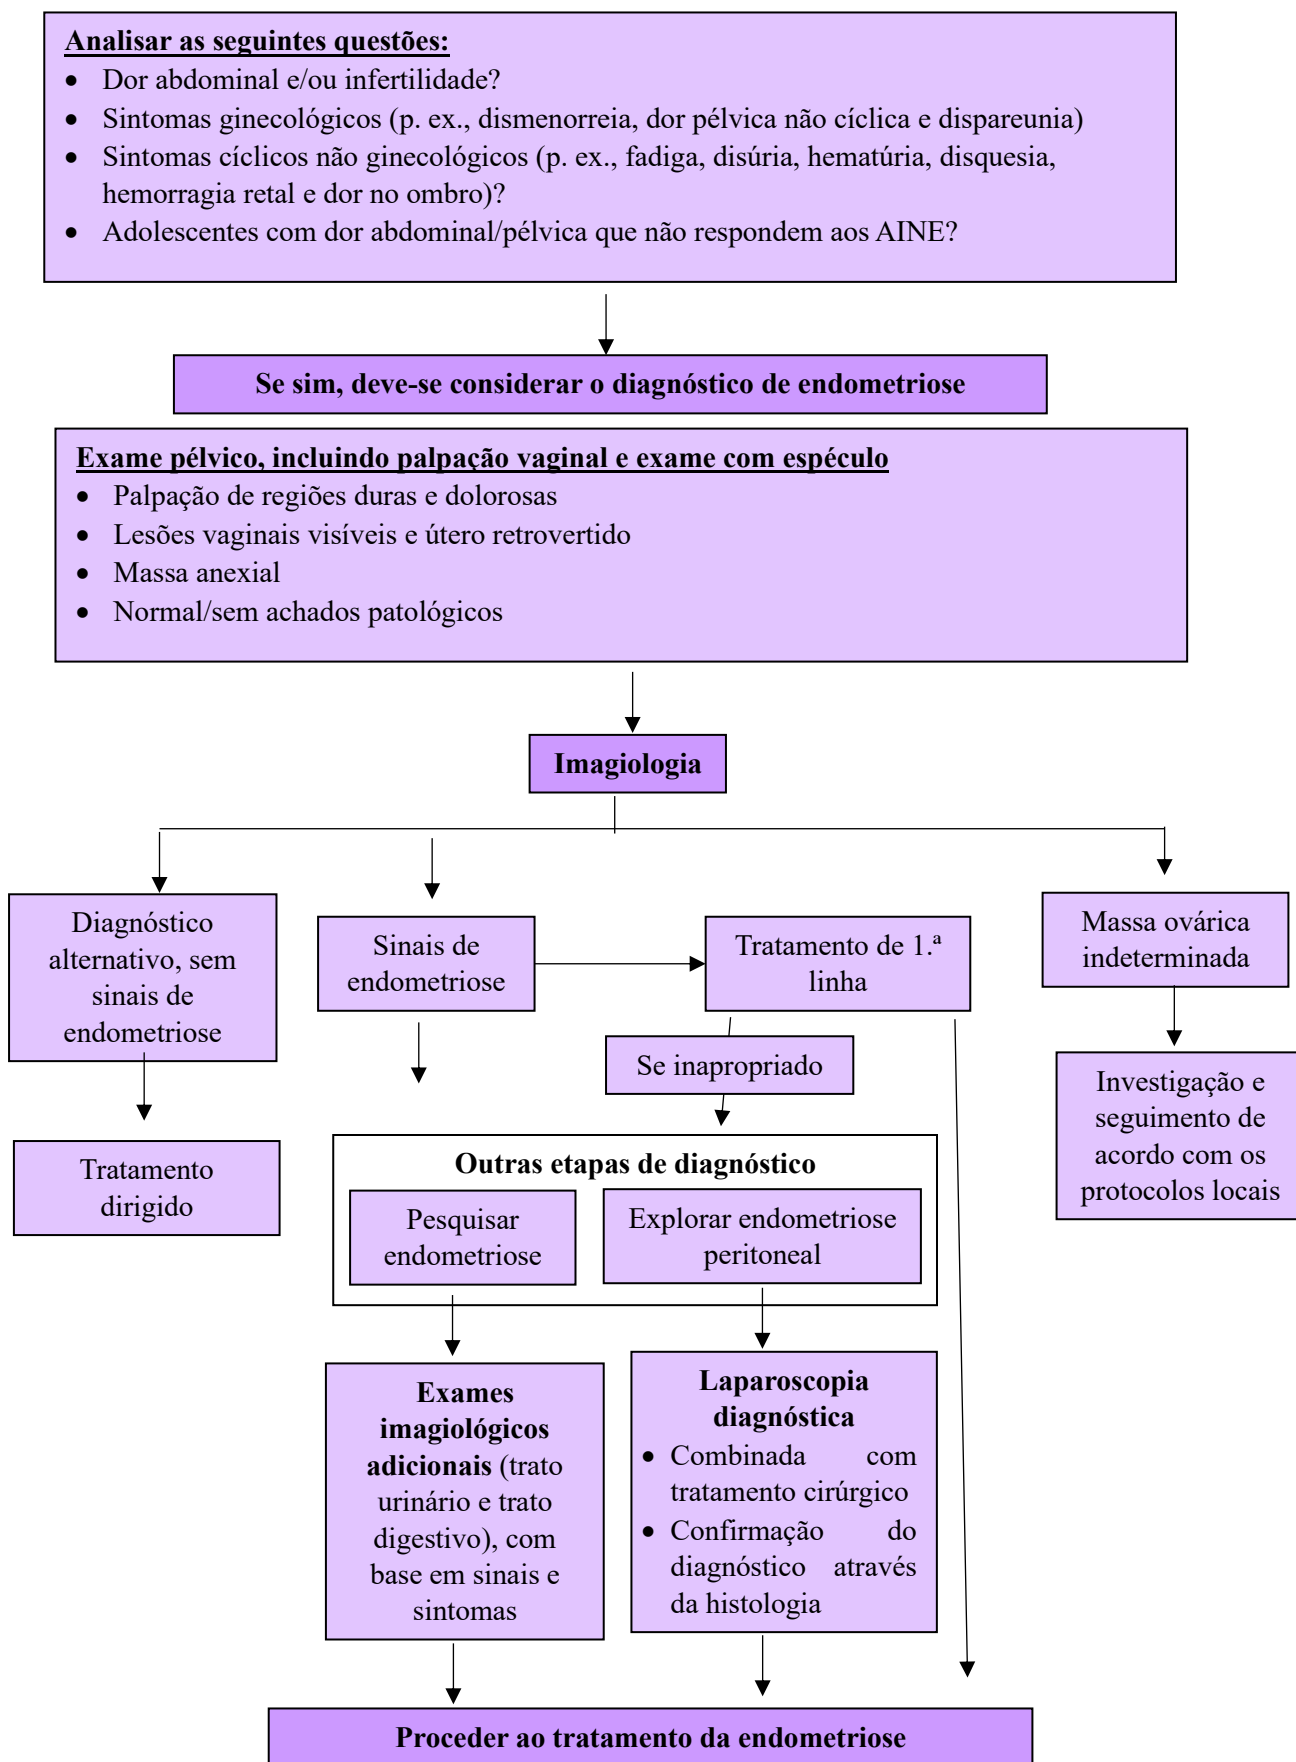 Analisar as seguintes questões:
• Dor abdominal e/ou infertilidade?
• Sintomas ginecológicos (p. ex., dismenorreia, dor pélvica não cíclica e dispareunia)
• Sintomas cíclicos não ginecológicos (p. ex., fadiga, disúria, hematúria, disquesia,
hemorragia retal e dor no ombro)?
• Adolescentes com dor abdominal/pélvica que não respondem aos AINE?
Se sim, deve-se considerar o diagnóstico de endometriose
Exame pélvico, incluindo palpação vaginal e exame com espéculo
• Palpação de regiões duras e dolorosas
• Lesões vaginais visíveis e útero retrovertido
• Massa anexial
• Normal/sem achados patológicos
Imagiologia
Diagnóstico
alternativo, sem
sinais de
endometriose
Tratamento
dirigido
Sinais de
endometriose
Tratamento de 1.ª
linha
Se inapropriado
Massa ovárica
indeterminada
Investigação e
seguimento de
acordo com os
protocolos locais
Outras etapas de diagnóstico
Pesquisar
endometriose
Explorar endometriose
peritoneal
Exames
imagiológicos
adicionais (trato
urinário e trato
digestivo), com
base em sinais e
sintomas
Laparoscopia
diagnóstica
• Combinada com
tratamento cirúrgico
• Confirmação do
diagnóstico através
da histologia
Proceder ao tratamento da endometriose